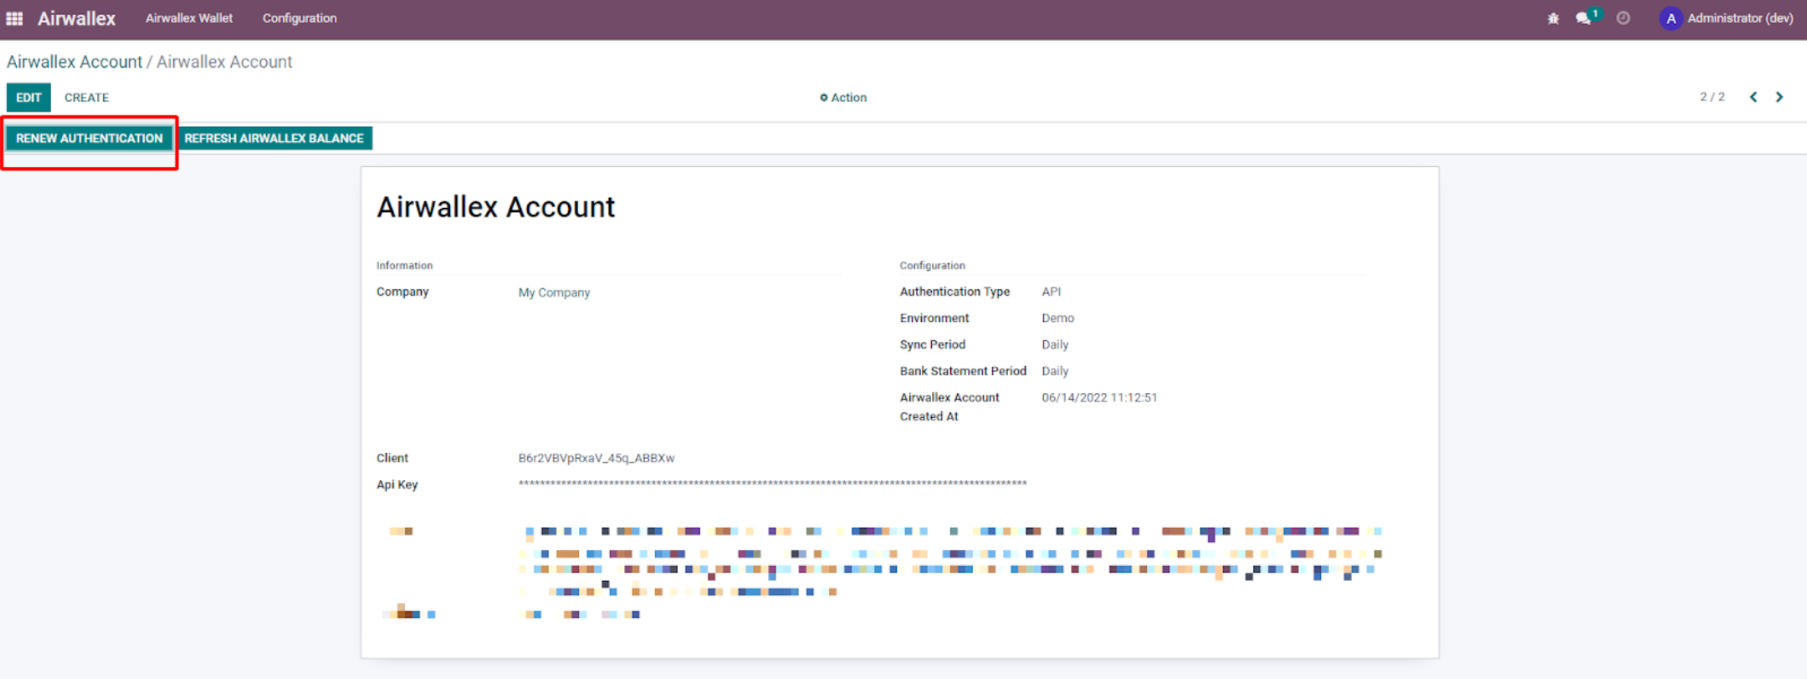 Airwallex Airwallex Wallet Configuration 1 A Administrator (dev)
Airwallex Account / Airwallex Account
EDIT CREATE Action 2 / 2
RENEW AUTHENTICATION REFRESH AIRWALLEX BALANCE
Airwallex Account
Information
Company My Company
Configuration
Authentication Type API
Environment Demo
Sync Period Daily
Bank Statement Period Daily
Airwallex Account 06/14/2022 11:12:51
Created At
Client B6r2VBVpRxaV_45q_ABBXw
Api Key ************************************************************************************************